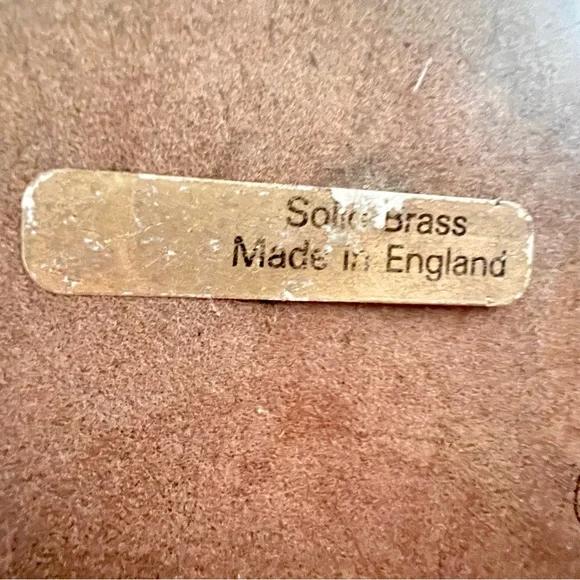 Solid Brass
Made in England